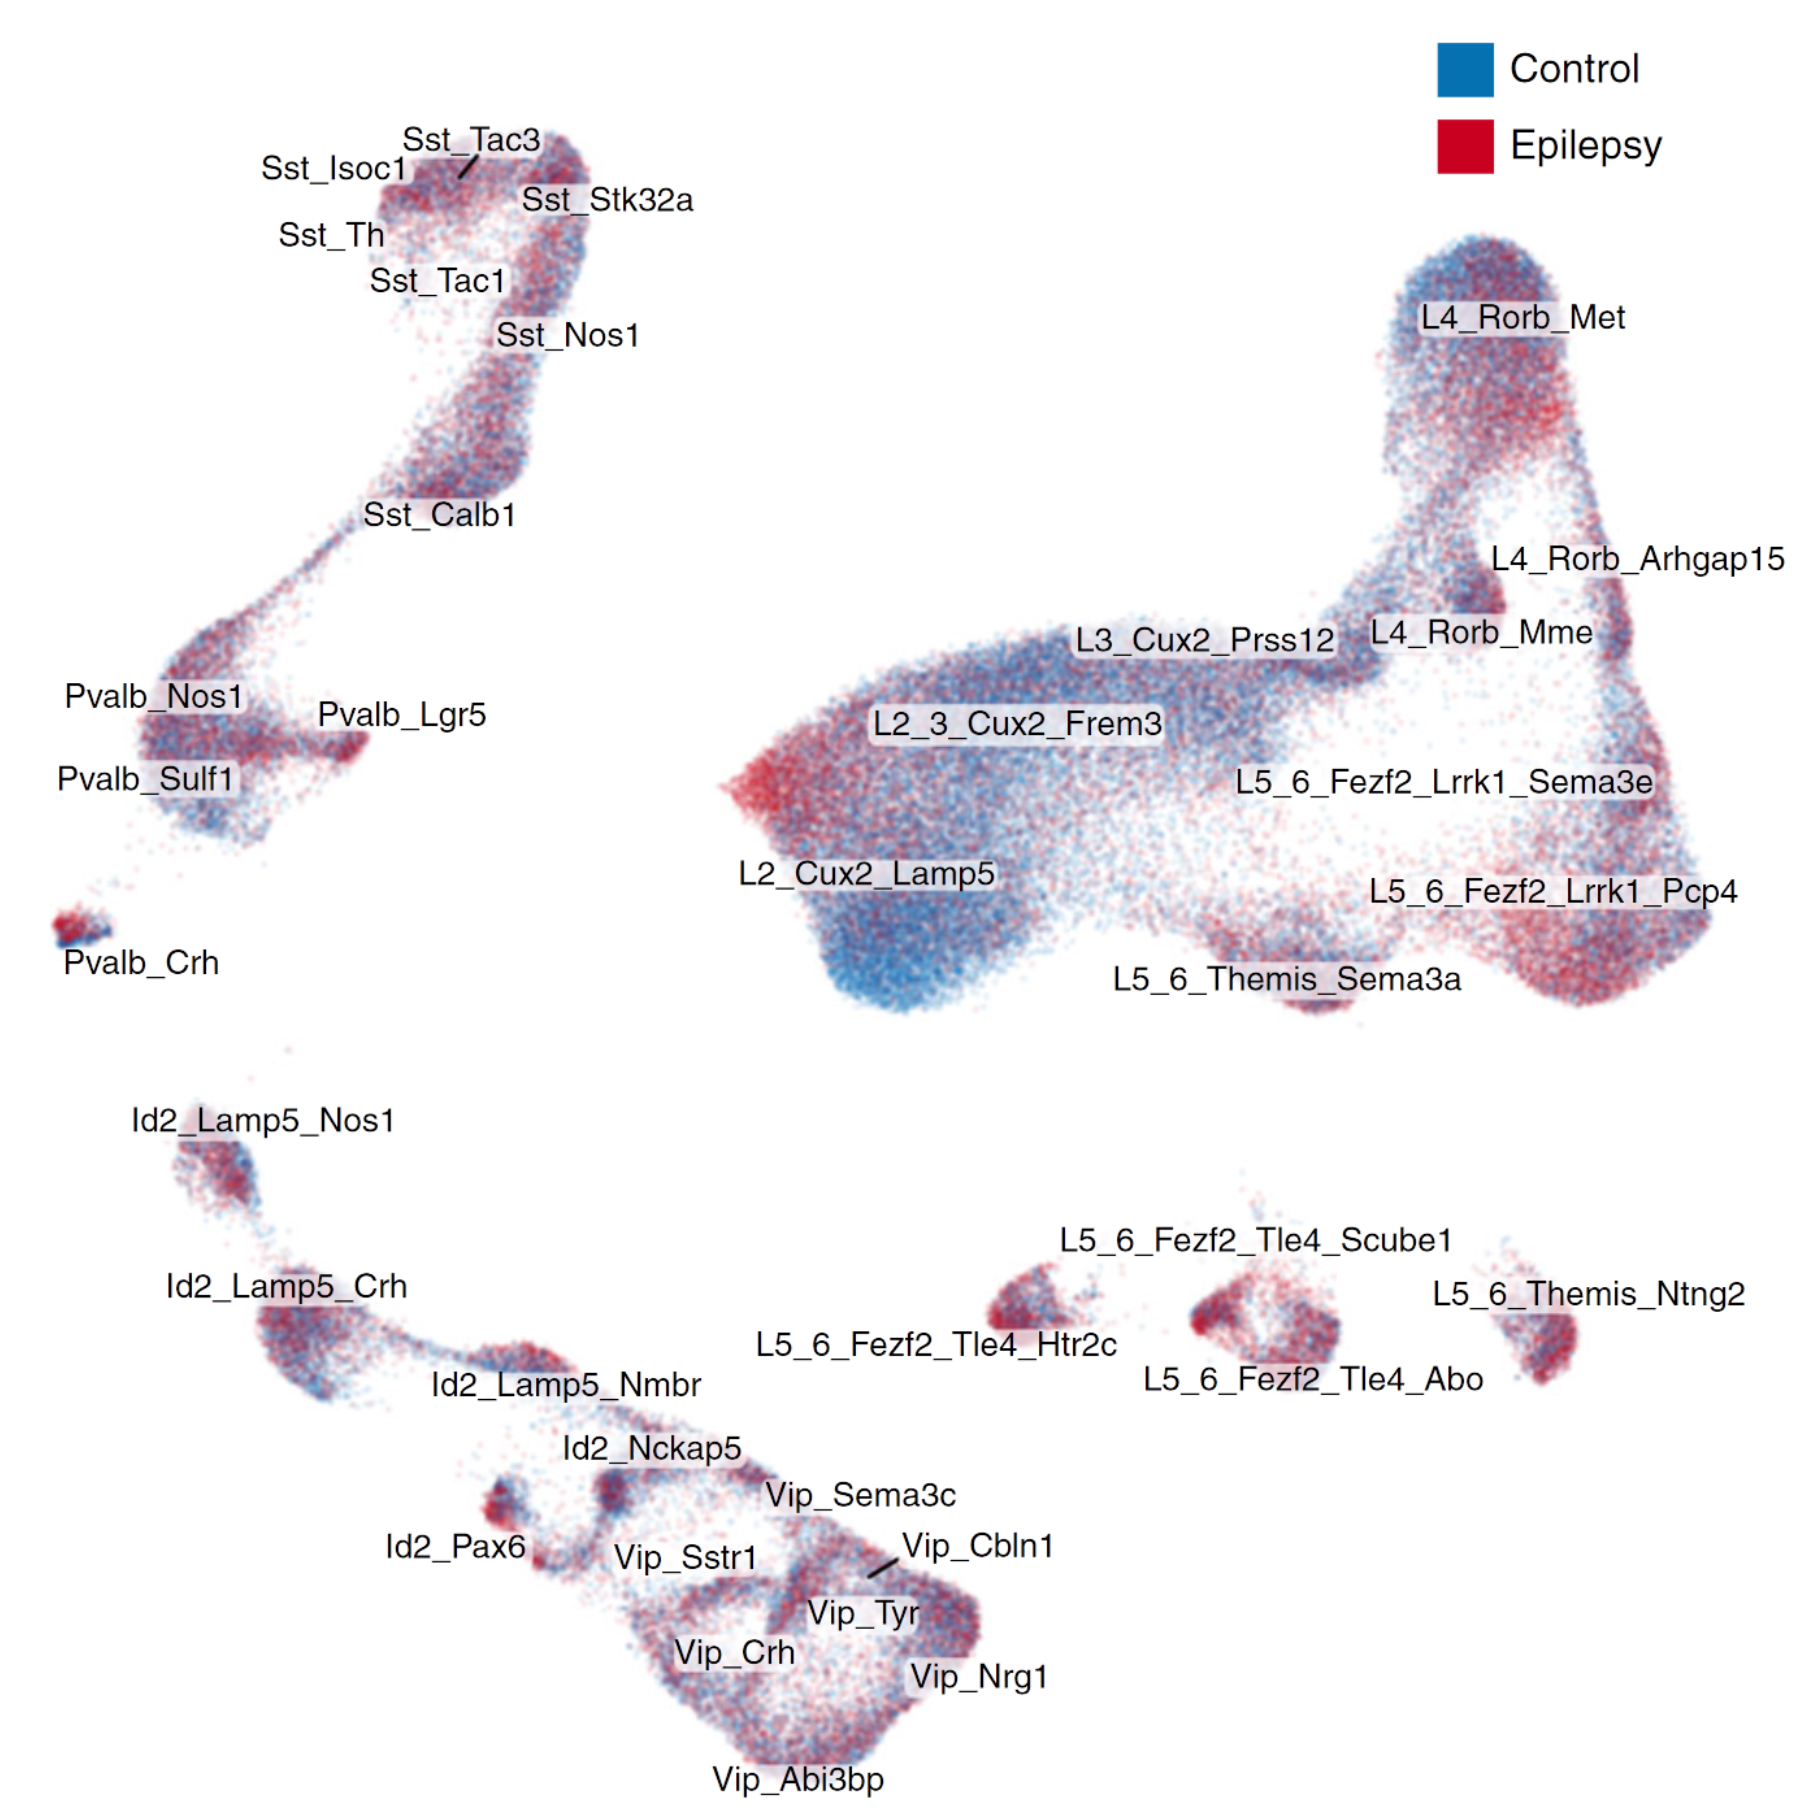 Control
Epilepsy
Sst_Tac3
Sst_Isoc1
Sst_Stk32a
Sst_Th
Sst_Tac1
Sst_Nos1
Sst_Calb1
Pvalb_Nos1
Pvalb_Lgr5
Pvalb_Sulf1
Pvalb_Crh
L4_Rorb_Met
L4_Rorb_Arhgap15
L4_Rorb_Mme
L3_Cux2_Prss12
L2_3_Cux2_Frem3
L5_6_Fezf2_Lrrk1_Sema3e
L2_Cux2_Lamp5
L5_6_Fezf2_Lrrk1_Pcp4
L5_6_Themis_Sema3a
Id2_Lamp5_Nos1
Id2_Lamp5_Crh
Id2_Lamp5_Nmbr
Id2_Nckap5
Vip_Sema3c
Id2_Pax6
Vip_Sstr1
Vip_Cbln1
Vip_Tyr
Vip_Crh
Vip_Nrg1
Vip_Abi3bp
L5_6_Fezf2_Tle4_Scube1
L5_6_Themis_Ntng2
L5_6_Fezf2_Tle4_Htr2c
L5_6_Fezf2_Tle4_Abo